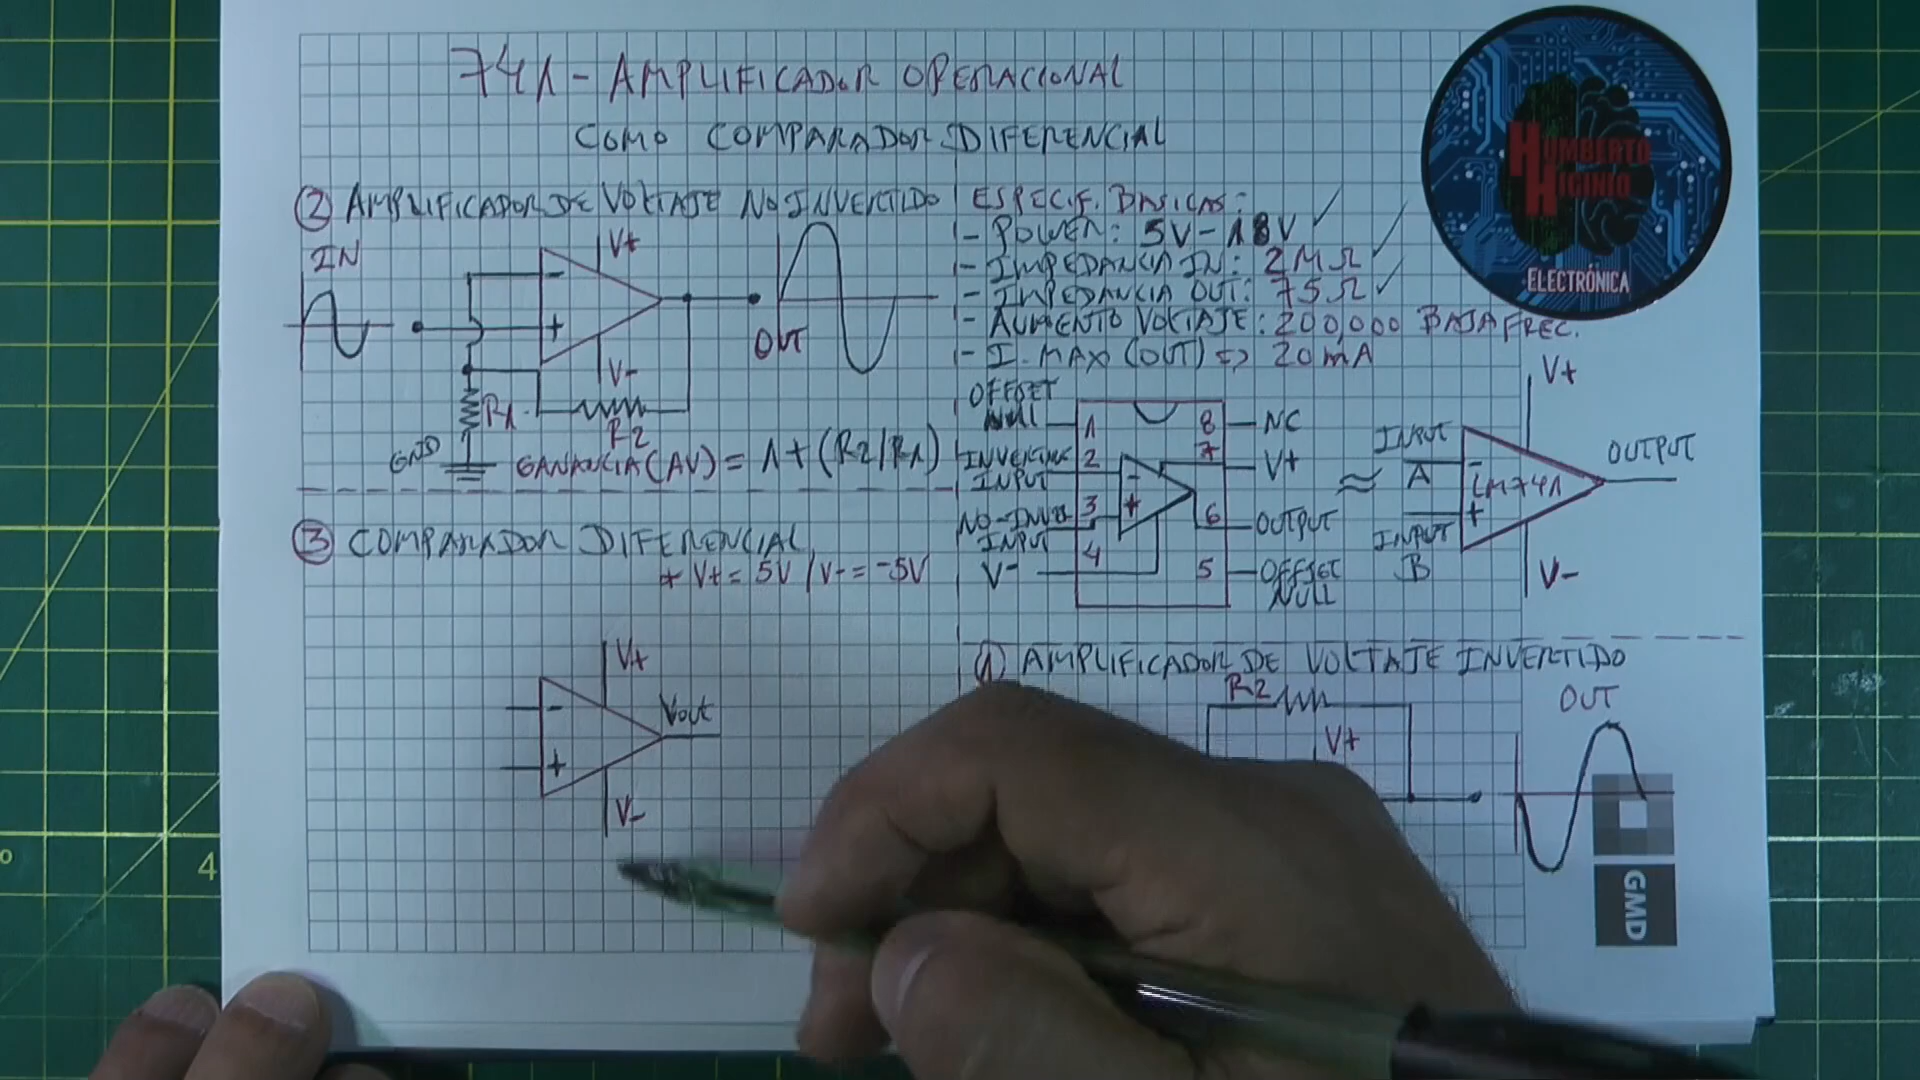 741-AMPLIFICADOR OPERACIONAL
COMO COMPARADOR DIFERENCIAL
② AMPLIFICADOR DE VOLTAJE NO INVERTIDO
IN
V+
-
+
V-
OUT
R1
R2
GND
GANANCIA(AV) = 1+(R2/R1)
③ COMPARADOR DIFERENCIAL
* V+ = 5V / V- = -5V
V+
-
Vout
+
V-
ESPECIF. BASICAS:
- POWER: 5V-18V ✓
- IMPEDANCIA IN: 2MΩ ✓
- IMPEDANCIA OUT: 75Ω ✓
- AUMENTO VOLTAJE: 200,000 BAJA FREC.
- I. MAX (OUT) => 20mA
OFFSET
NULL
1
8
NC
INVERTING
INPUT
2
7
V+
NO-INV
INPUT
3
6
OUTPUT
V-
4
5
OFFSET
NULL
-
+
≈
V+
INPUT
A
-
LM741
+
INPUT
B
OUTPUT
V-
① AMPLIFICADOR DE VOLTAJE INVERTIDO
R2
V+
OUT
HUMBERTO
HIGINIO
ELECTRÓNICA
GMD
4